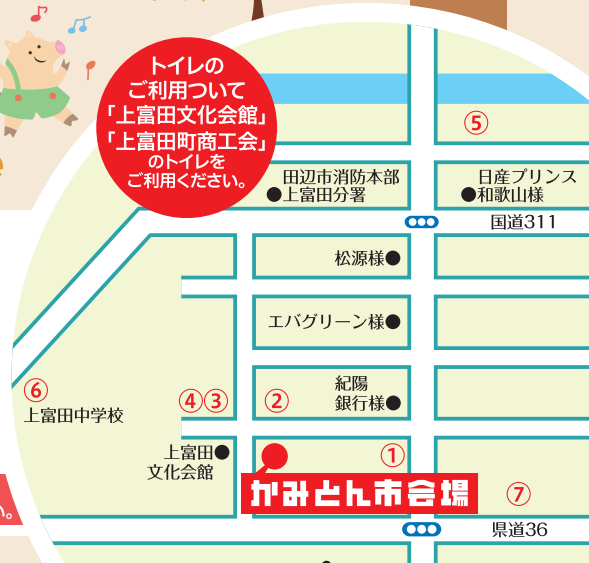 トイレの
ご利用ついて
「上富田文化会館」
「上富田町商工会」
のトイレを
ご利用ください。
⑤
田辺市消防本部
上富田分署
日産プリンス
和歌山様
国道311
松源様
エバグリーン様
⑥
上富田中学校
④③
②
紀陽
銀行様
上富田
文化会館
①
かみとん市会場
⑦
県道36
い。